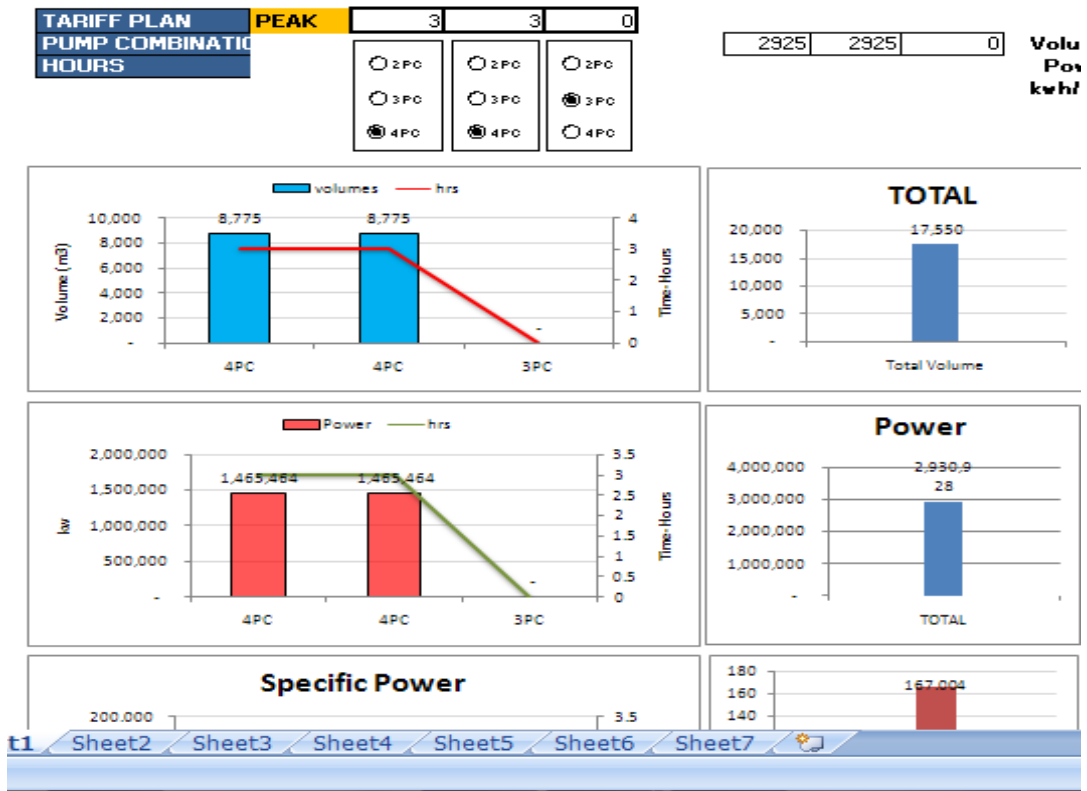 TARIFF PLAN PEAK 3 3 0
PUMP COMBINATIO
HOURS
2925 2925 0
Volu
Pow
kwh/
2PC 2PC 2PC
3PC 3PC 3PC
4PC 4PC 4PC
volumes hrs
10,000
8,000
6,000
4,000
2,000
-
Volume (m3)
8,775 8,775 -
4
3
2
1
0
Time-Hours
4PC 4PC 3PC
TOTAL
20,000
15,000
10,000
5,000
-
17,550
Total Volume
Power hrs
2,000,000
1,500,000
1,000,000
500,000
-
kw
1,465,464 1,465,464 -
3.5
3
2.5
2
1.5
1
0.5
0
Time-Hours
4PC 4PC 3PC
Power
4,000,000
3,000,000
2,000,000
1,000,000
-
2,930,9
28
TOTAL
Specific Power
200.000 3.5
180
160
140
167.004
t1 Sheet2 Sheet3 Sheet4 Sheet5 Sheet6 Sheet7